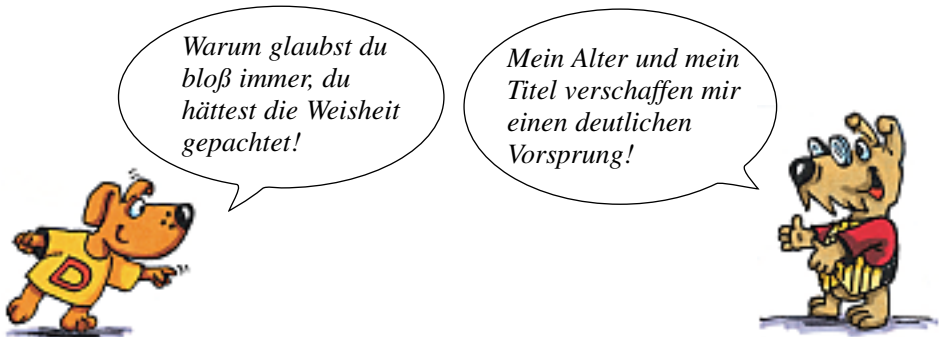 Warum glaubst du
bloß immer, du
hättest die Weisheit
gepachtet!
Mein Alter und mein
Titel verschaffen mir
einen deutlichen
Vorsprung!
D